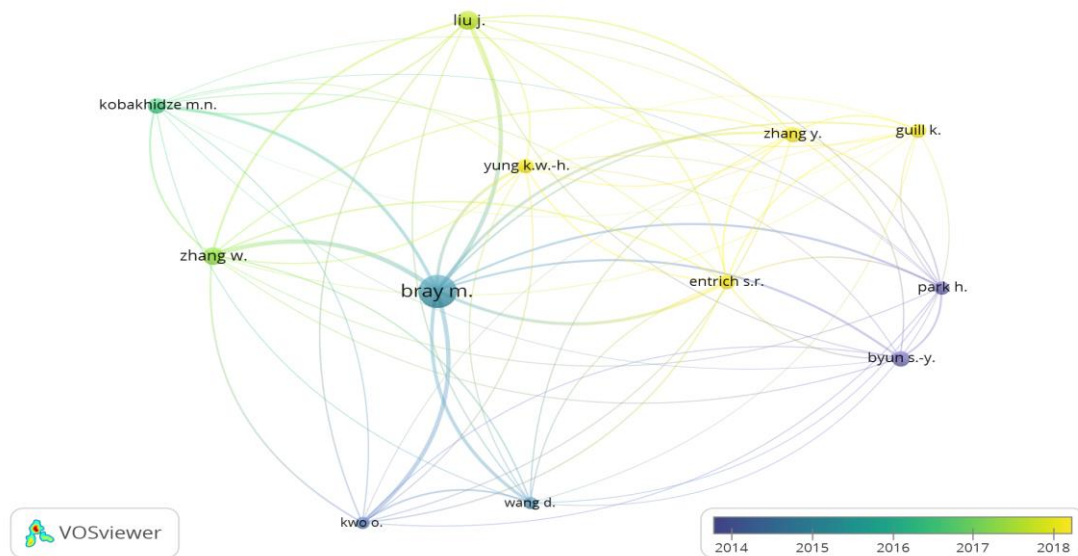 liu j.
kobakhidze m.n.
zhang y.
guill k.
yung k.w.-h.
zhang w.
bray m.
entrich s.r.
park h.
byun s.-y.
wang d.
kwo o.
VOSviewer
2014 2015 2016 2017 2018